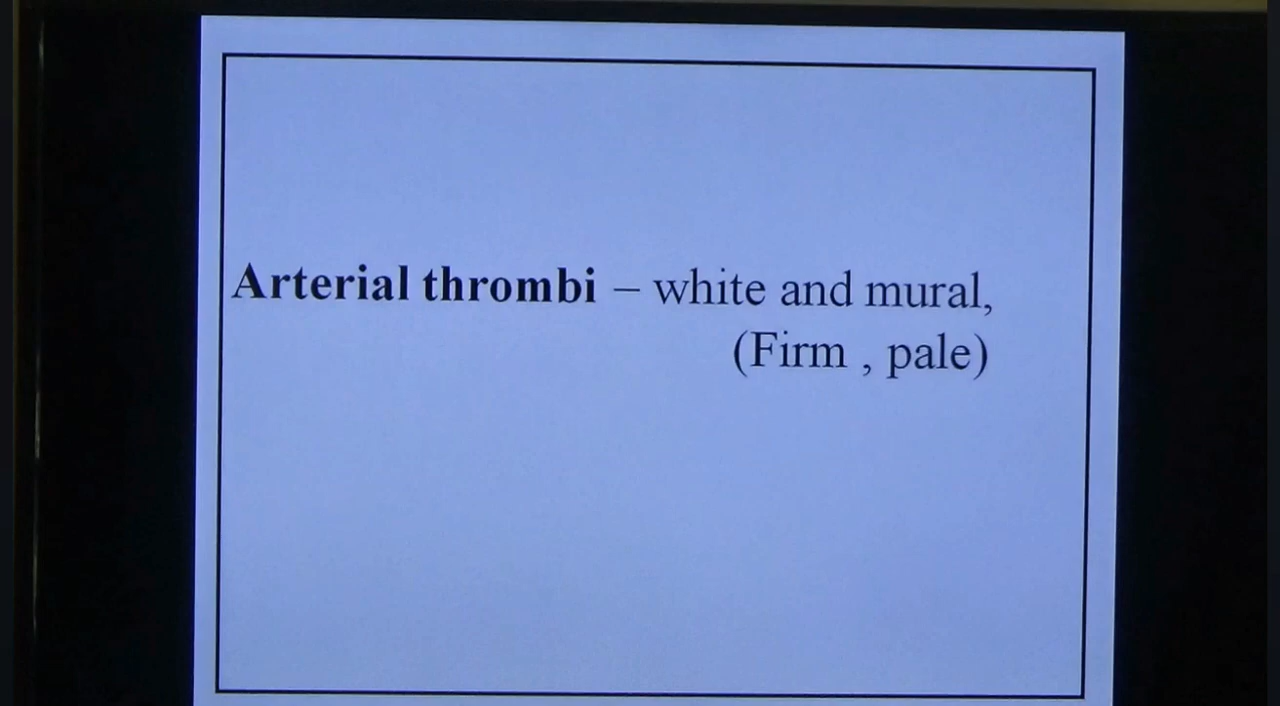 Arterial thrombi – white and mural,
(Firm , pale)